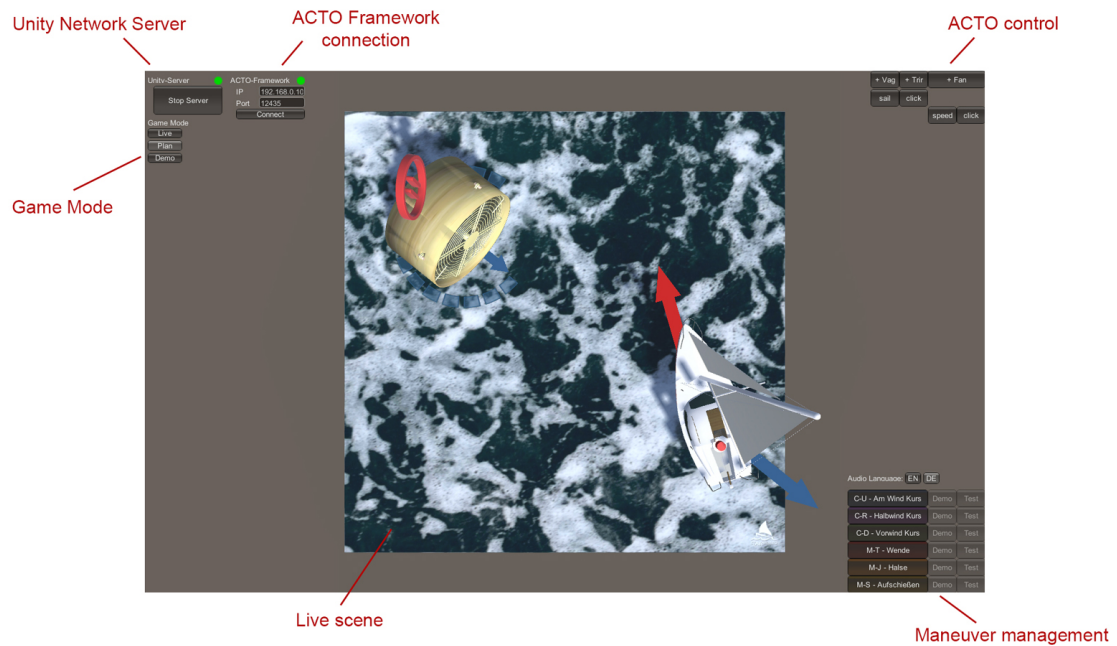 Unity Network Server
ACTO Framework
connection
ACTO control
Unity-Server
ACTO-Framework
+ Vag + Trir + Fan
Stop Server
IP 192.168.0.10
Port 12435
Connect
sail click
speed click
Game Mode
Live
Plan
Demo
Game Mode
Audio Language: EN DE
C-U - Am Wind Kurs Demo Test
C-R - Halbwind Kurs Demo Test
C-D - Vorwind Kurs Demo Test
M-T - Wende Demo Test
M-J - Halse Demo Test
M-S - Aufschießen Demo Test
Live scene
Maneuver management